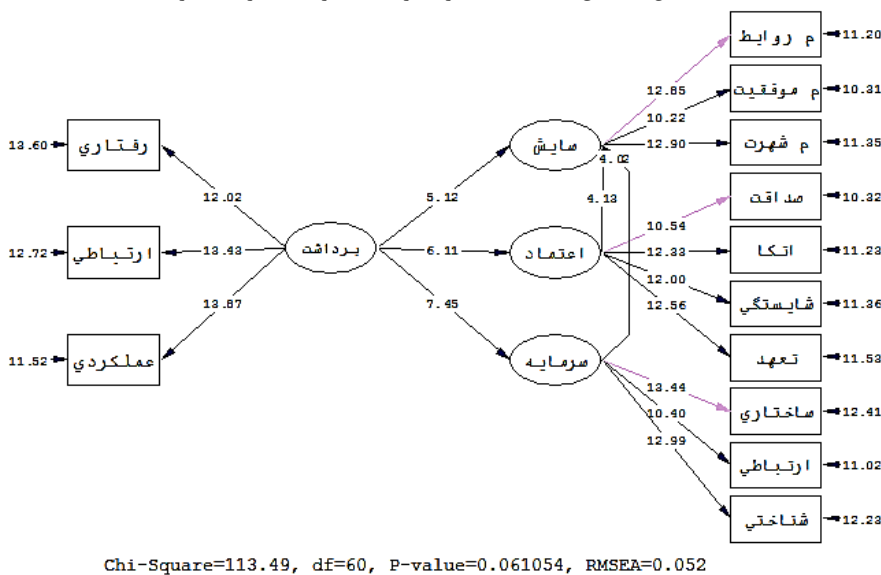 م روابط
11.20
12.85
م موفقيت
10.31
10.22
م شهرت
11.35
12.90
رفتاري
13.60
سايش
4.02
صداقت
10.32
12.02
5.12
4.13
10.54
ارتباطي
12.72
13.43
برداشت
6.11
اعتماد
12.33
اتكا
11.23
12.00
شايستگي
11.36
13.87
7.45
12.56
تعهد
11.53
عملكردي
11.52
سرمايه
13.44
ساختاري
12.41
10.40
ارتباطي
11.02
12.99
شناختي
12.23
Chi-Square=113.49, df=60, P-value=0.061054, RMSEA=0.052